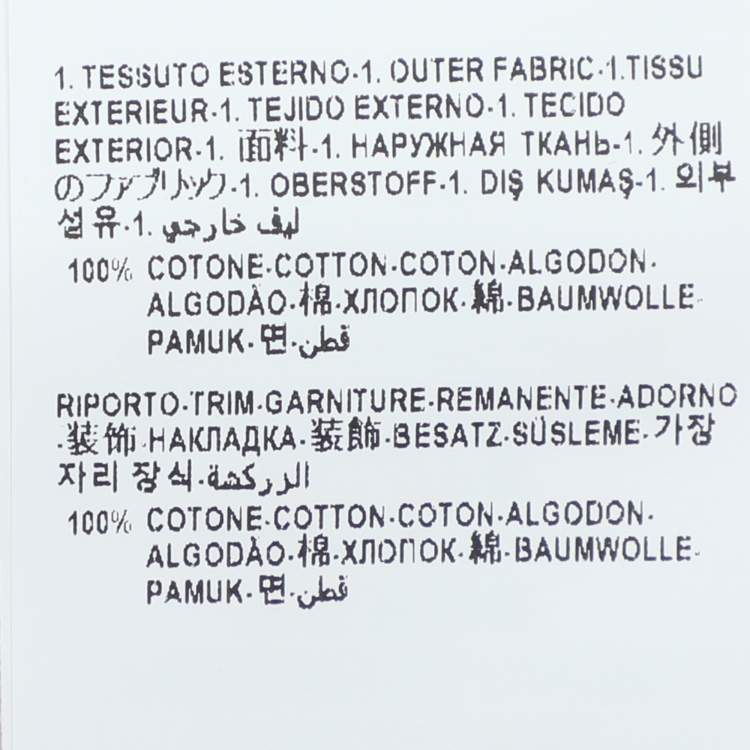 1. TESSUTO ESTERNO·1. OUTER FABRIC·1.TISSU
EXTERIEUR·1. TEJIDO EXTERNO·1. TECIDO
EXTERIOR·1. 面料·1. НАРУЖНАЯ ТКАНЬ·1. 外側
のファブリック·1. OBERSTOFF·1. DIŞ KUMAŞ·1. 외부
섬유·1. ليف خارجي
100% COTONE·COTTON·COTON·ALGODON·
ALGODÃO·棉·ХЛОПОК·綿·BAUMWOLLE·
PAMUK·면·قطن
RIPORTO·TRIM·GARNITURE·REMANENTE·ADORNO
·装饰·НАКЛАДКА·装飾·BESATZ·SÜSLEME·가장
자리 장식·الزركشة
100% COTONE·COTTON·COTON·ALGODON·
ALGODÃO·棉·ХЛОПОК·綿·BAUMWOLLE·
PAMUK·면·قطن